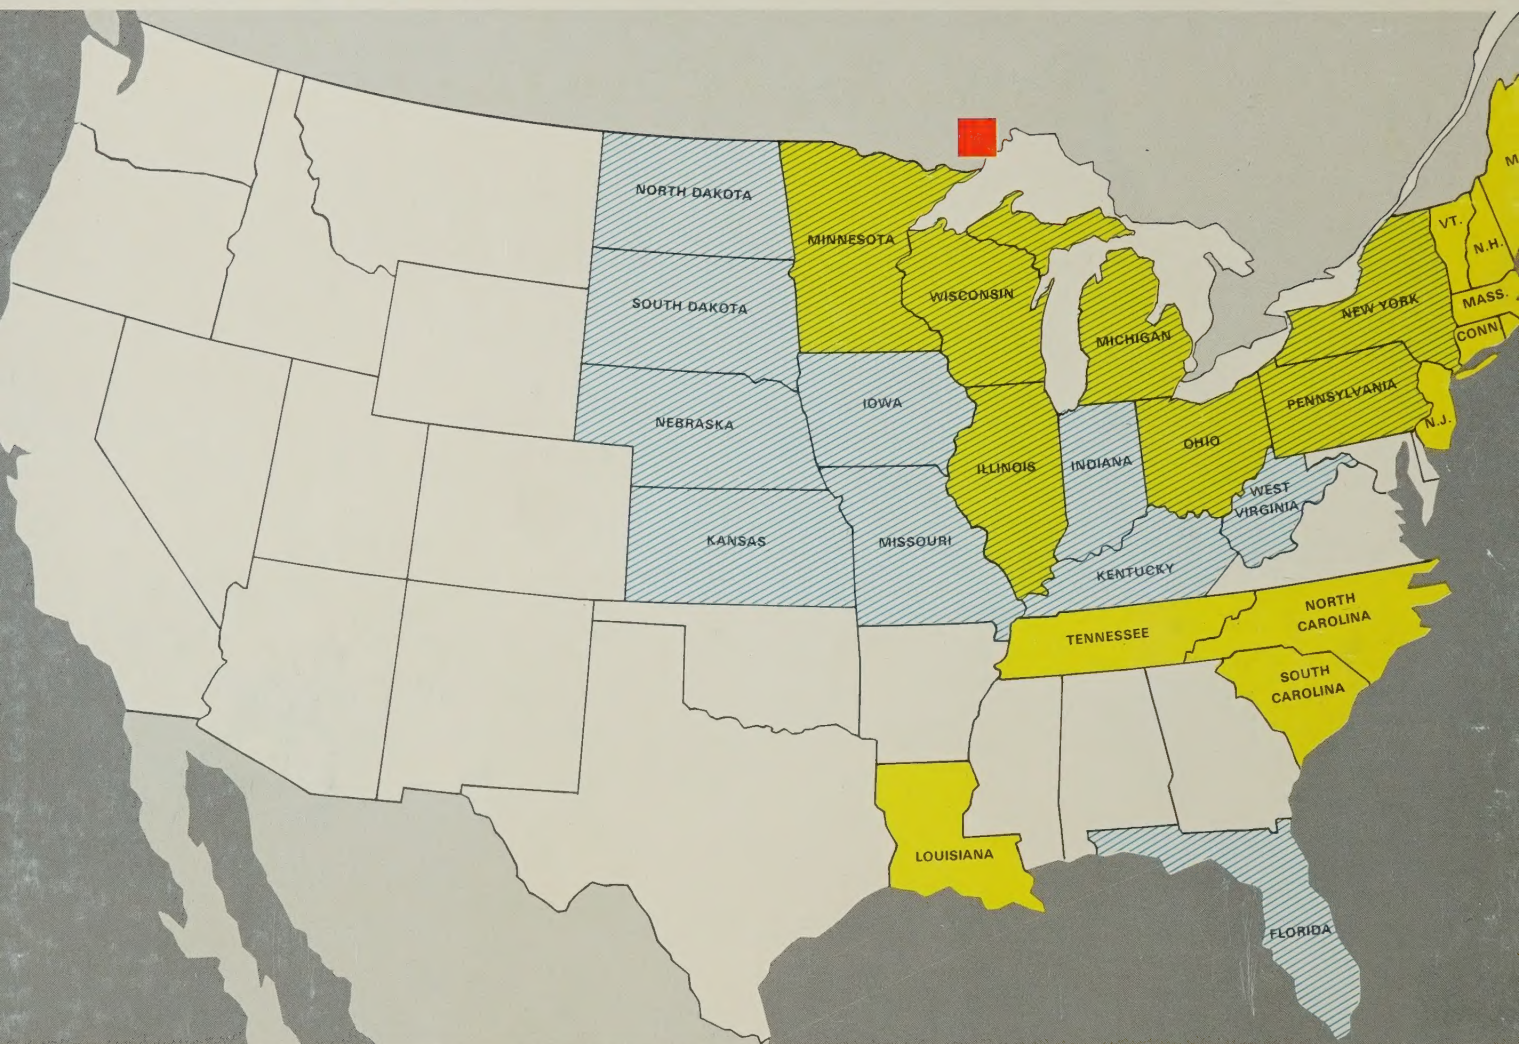 NORTH DAKOTA
MINNESOTA
SOUTH DAKOTA
WISCONSIN
MICHIGAN
NEW YORK
VT.
N.H.
M
MASS.
CONN
NEBRASKA
IOWA
ILLINOIS
INDIANA
OHIO
PENNSYLVANIA
N.J.
KANSAS
MISSOURI
KENTUCKY
WEST
VIRGINIA
TENNESSEE
NORTH
CAROLINA
SOUTH
CAROLINA
LOUISIANA
FLORIDA